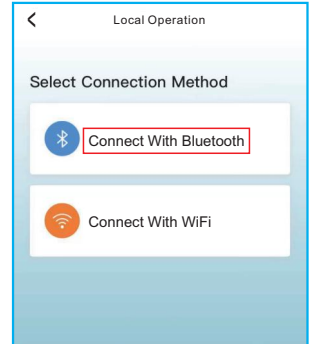 Local Operation
Select Connection Method
Connect With Bluetooth
Connect With WiFi